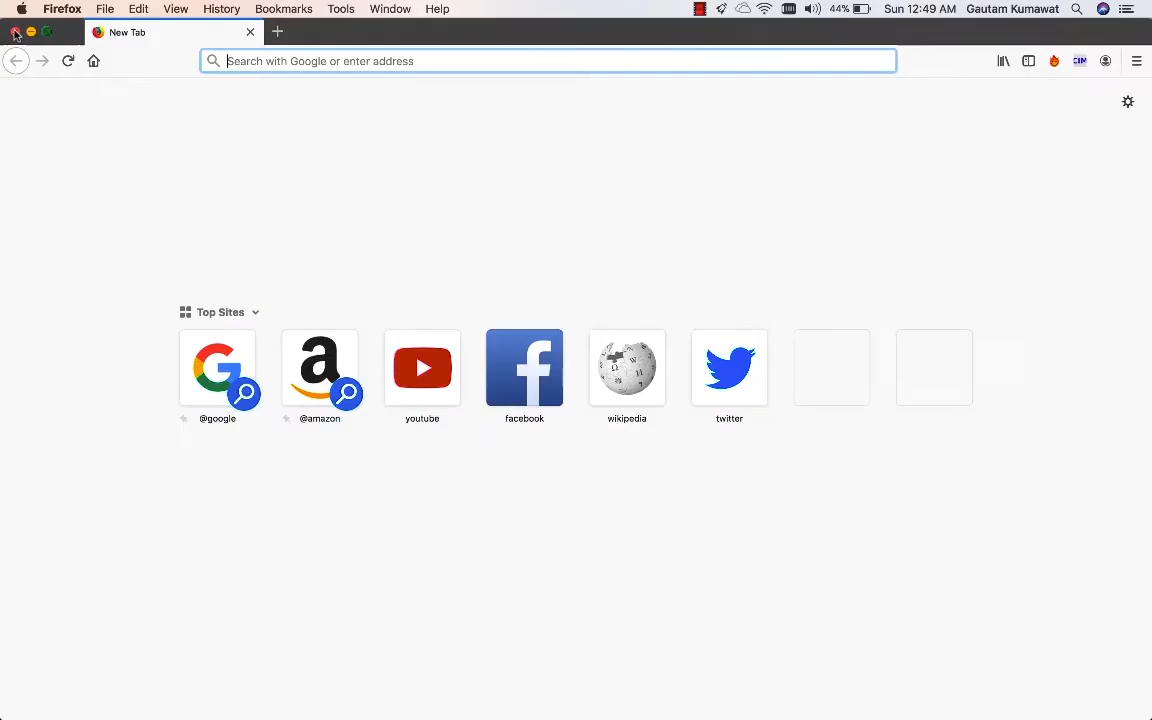 Firefox File Edit View History Bookmarks Tools Window Help 44% Sun 12:49 AM Gautam Kumawat
New Tab
Search with Google or enter address
CIM
Top Sites
@google @amazon youtube facebook wikipedia twitter